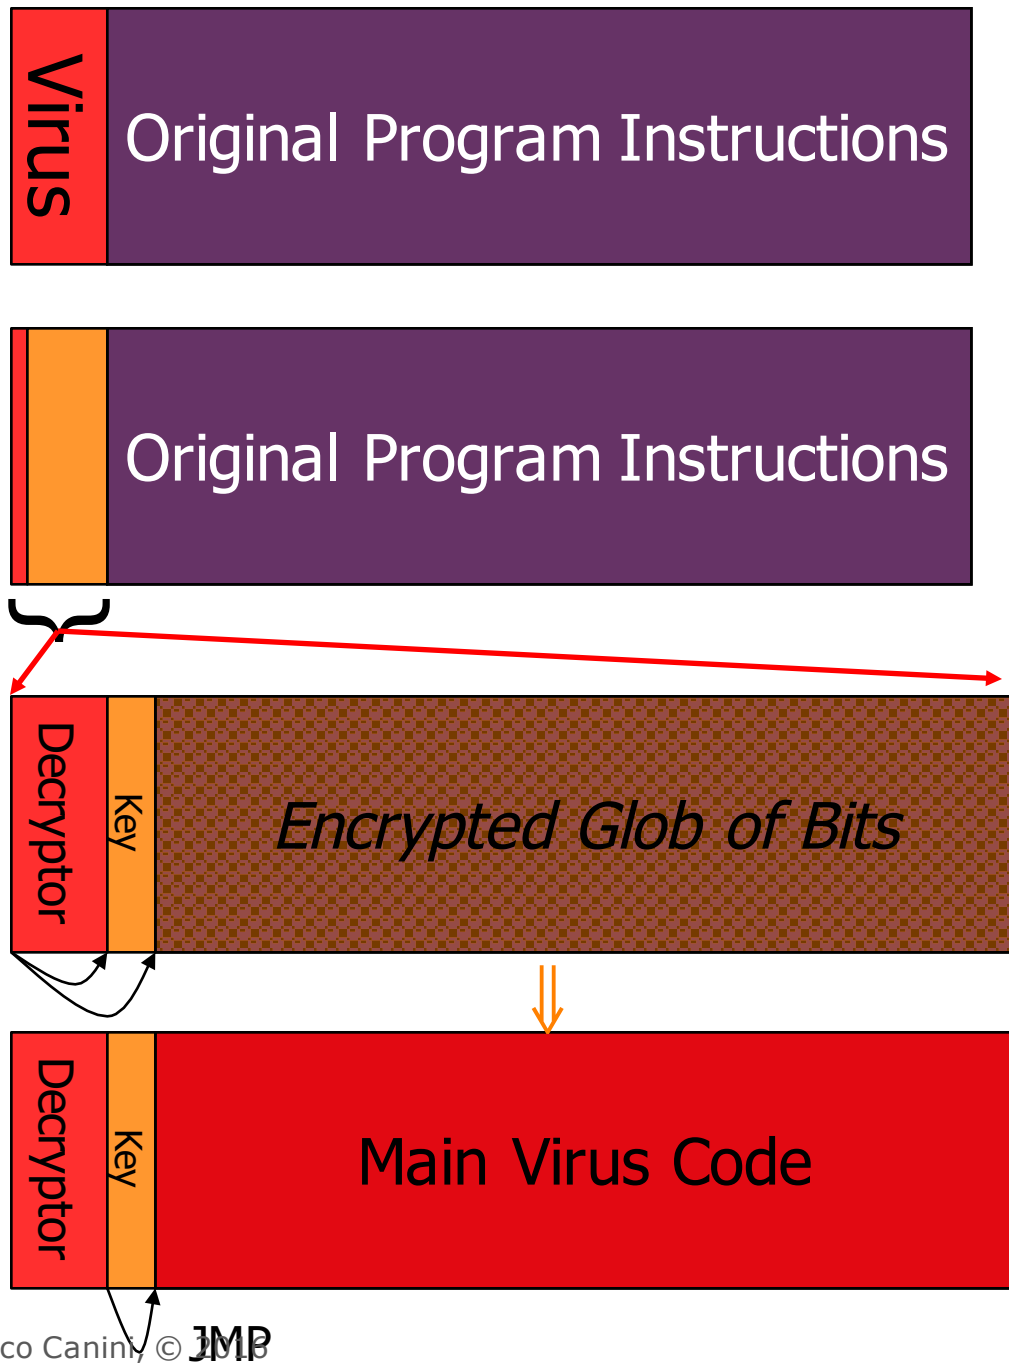 Virus
Original Program Instructions
Original Program Instructions
Decryptor
Key
Encrypted Glob of Bits
Decryptor
Key
Main Virus Code
JMP
co Canini, © 2016